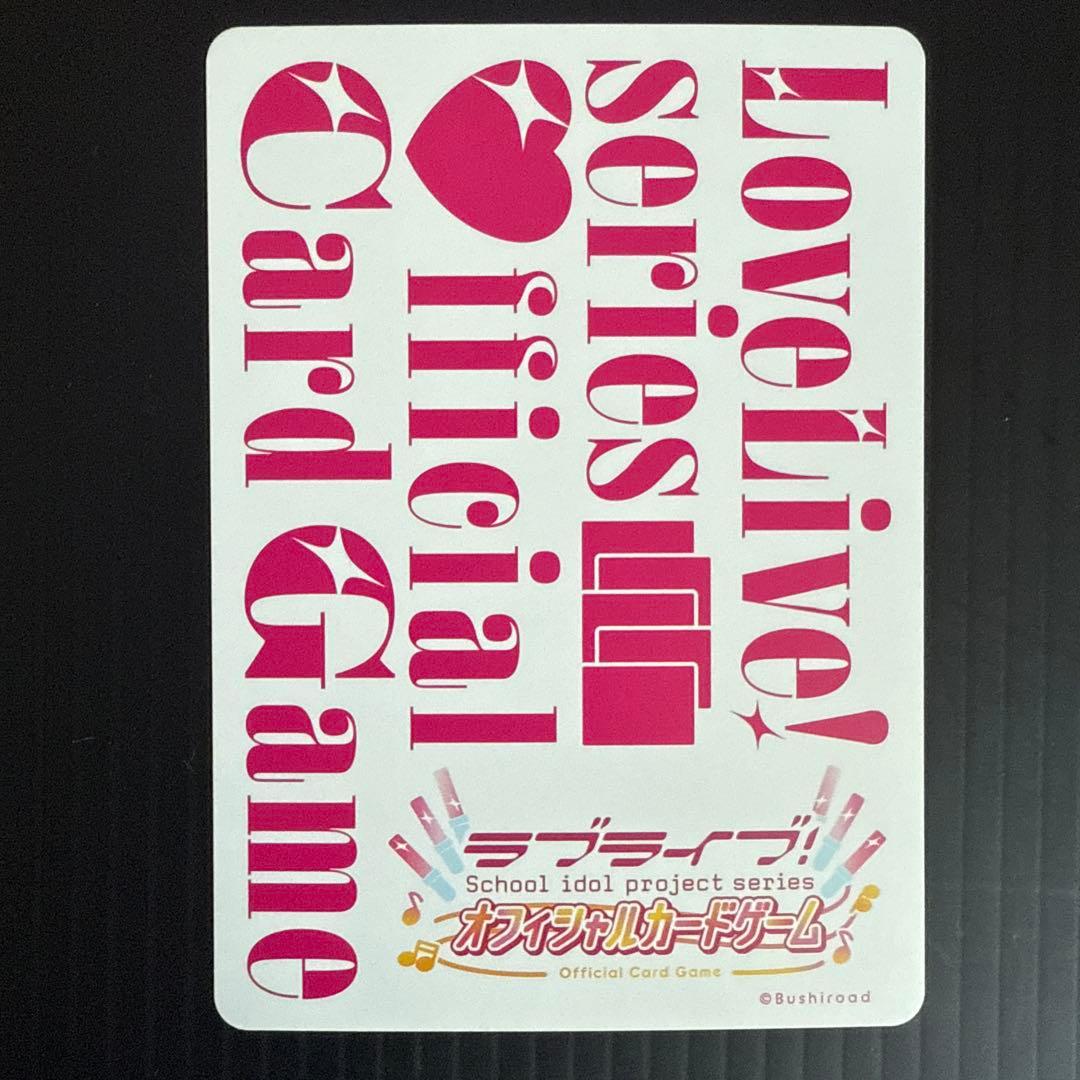 LoveLive!
series
♥fficial
Card Game
ラブライブ!
School idol project series
オフィシャルカードゲーム
Official Card Game
©Bushiroad